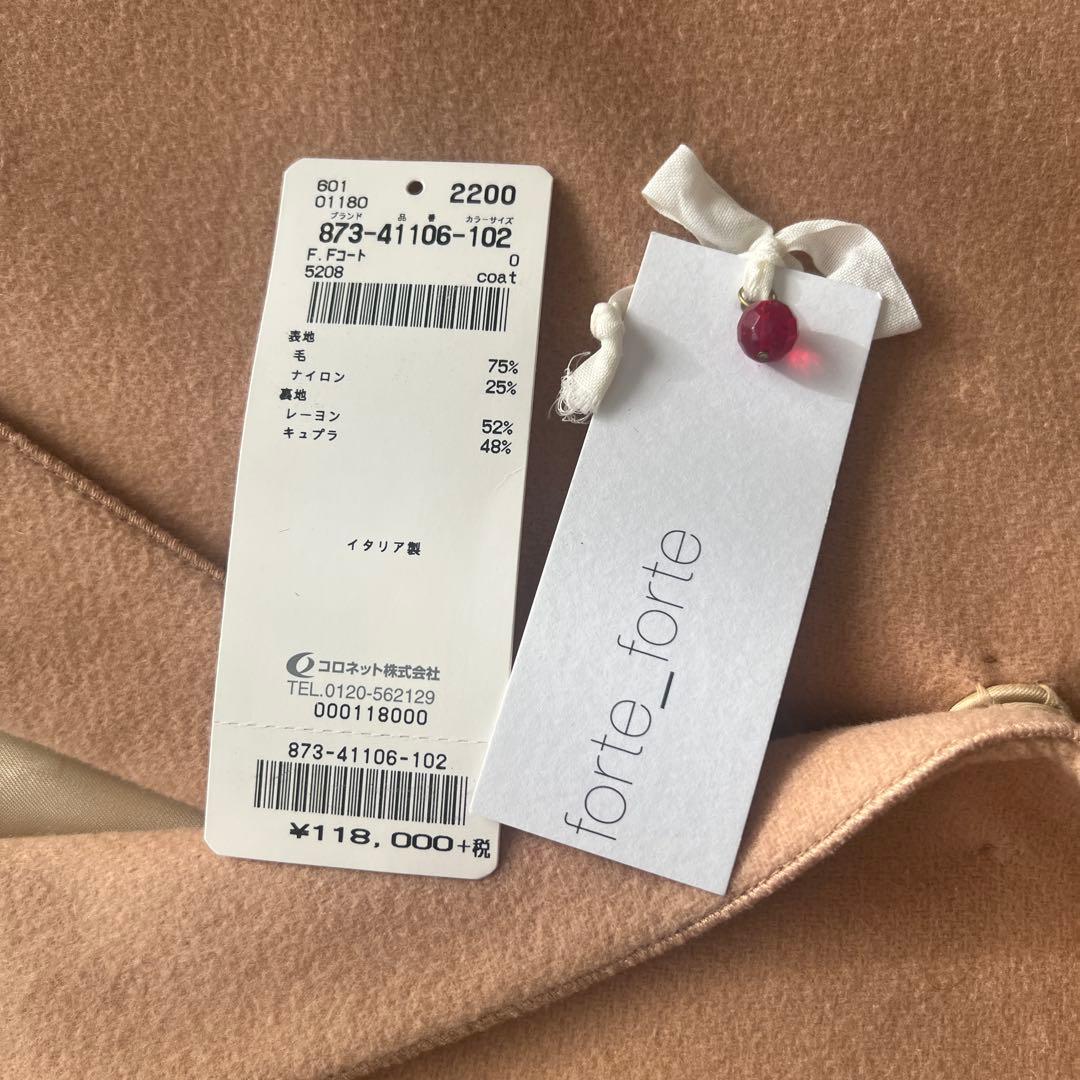 601
01180
2200
ブランド 品番 カラーサイズ
873-41106-102
F.Fコート 0
5208 coat
表地
毛 75%
ナイロン 25%
裏地
レーヨン 52%
キュプラ 48%
イタリア製
コロネット株式会社
TEL.0120-562129
000118000
873-41106-102
¥118,000+税
forte_forte